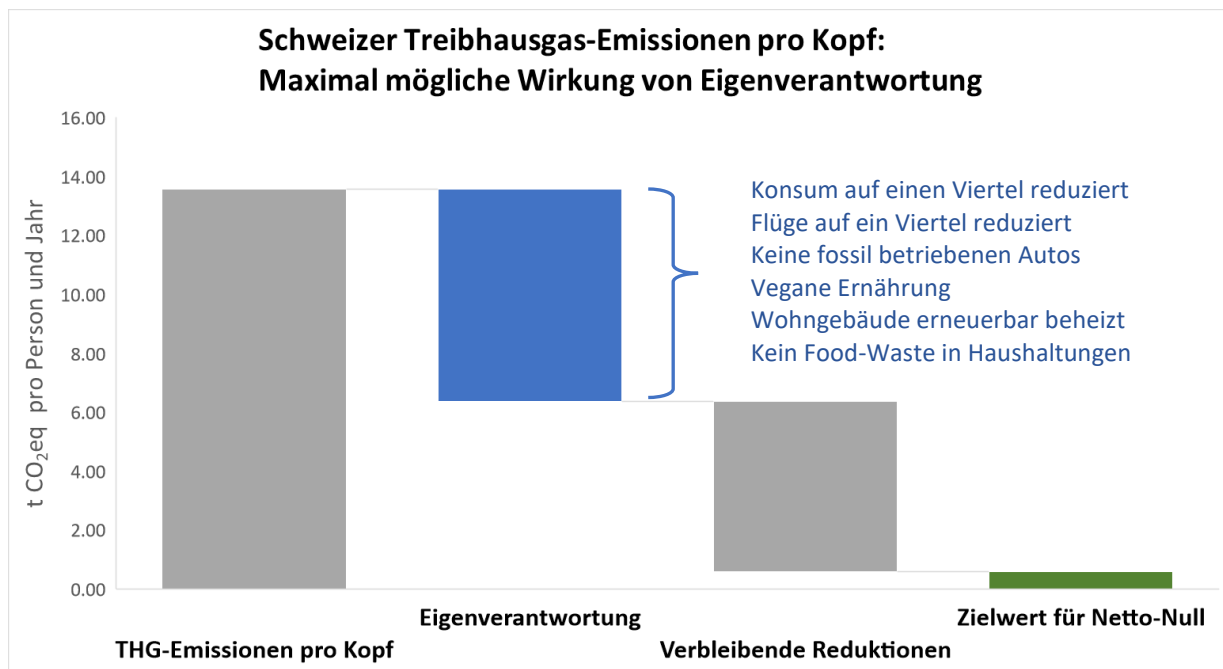 Schweizer Treibhausgas-Emissionen pro Kopf:
Maximal mögliche Wirkung von Eigenverantwortung
t CO₂eq pro Person und Jahr
16.00
14.00
12.00
10.00
8.00
6.00
4.00
2.00
0.00
Konsum auf einen Viertel reduziert
Flüge auf ein Viertel reduziert
Keine fossil betriebenen Autos
Vegane Ernährung
Wohngebäude erneuerbar beheizt
Kein Food-Waste in Haushaltungen
THG-Emissionen pro Kopf
Eigenverantwortung
Verbleibende Reduktionen
Zielwert für Netto-Null